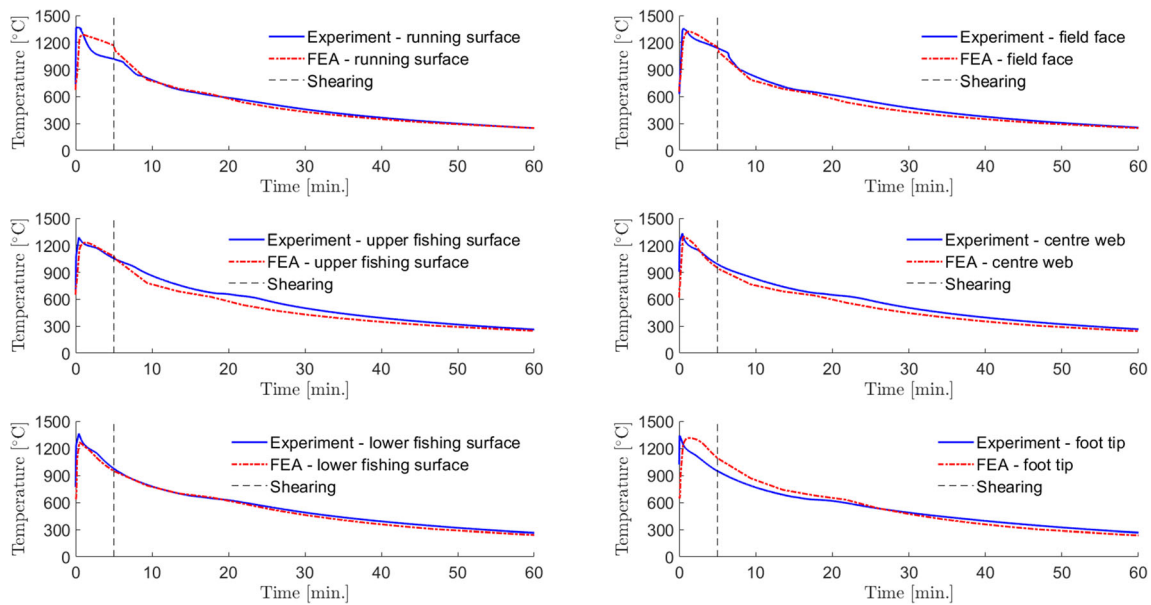 1500
1200
900
600
300
0
Temperature [°C]
Experiment - running surface
FEA - running surface
Shearing
0 10 20 30 40 50 60
Time [min.]
1500
1200
900
600
300
0
Temperature [°C]
Experiment - field face
FEA - field face
Shearing
0 10 20 30 40 50 60
Time [min.]
1500
1200
900
600
300
0
Temperature [°C]
Experiment - upper fishing surface
FEA - upper fishing surface
Shearing
0 10 20 30 40 50 60
Time [min.]
1500
1200
900
600
300
0
Temperature [°C]
Experiment - centre web
FEA - centre web
Shearing
0 10 20 30 40 50 60
Time [min.]
1500
1200
900
600
300
0
Temperature [°C]
Experiment - lower fishing surface
FEA - lower fishing surface
Shearing
0 10 20 30 40 50 60
Time [min.]
1500
1200
900
600
300
0
Temperature [°C]
Experiment - foot tip
FEA - foot tip
Shearing
0 10 20 30 40 50 60
Time [min.]